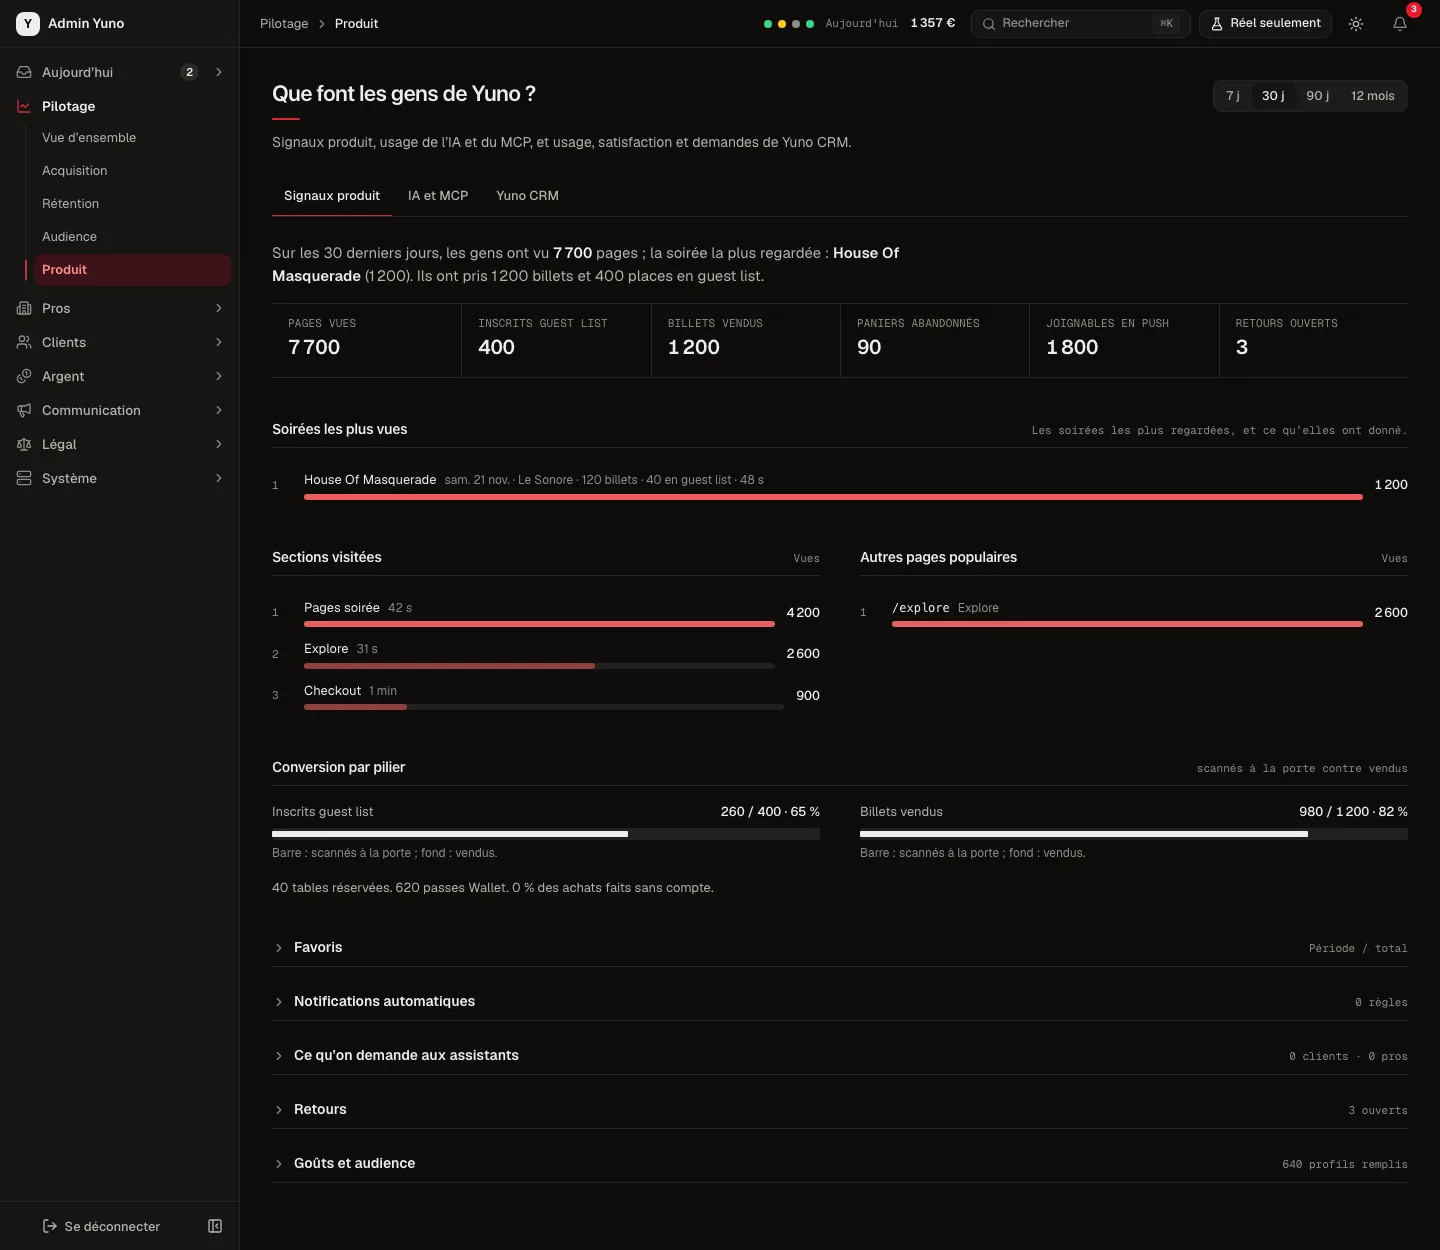 Y Admin Yuno
Pilotage > Produit
Aujourd'hui 1 357 €
Rechercher ⌘K
Réel seulement
3
Aujourd'hui 2
Pilotage
Vue d'ensemble
Acquisition
Rétention
Audience
Produit
Pros
Clients
Argent
Communication
Légal
Système
Se déconnecter
Que font les gens de Yuno ?
7 j 30 j 90 j 12 mois
Signaux produit, usage de l'IA et du MCP, et usage, satisfaction et demandes de Yuno CRM.
Signaux produit IA et MCP Yuno CRM
Sur les 30 derniers jours, les gens ont vu 7 700 pages ; la soirée la plus regardée : House Of
Masquerade (1 200). Ils ont pris 1 200 billets et 400 places en guest list.
PAGES VUES
7 700
INSCRITS GUEST LIST
400
BILLETS VENDUS
1 200
PANIERS ABANDONNÉS
90
JOIGNABLES EN PUSH
1 800
RETOURS OUVERTS
3
Soirées les plus vues Les soirées les plus regardées, et ce qu'elles ont donné.
1 House Of Masquerade sam. 21 nov. · Le Sonore · 120 billets · 40 en guest list · 48 s 1 200
Sections visitées Vues
1 Pages soirée 42 s 4 200
2 Explore 31 s 2 600
3 Checkout 1 min 900
Autres pages populaires Vues
1 /explore Explore 2 600
Conversion par pilier scannés à la porte contre vendus
Inscrits guest list 260 / 400 · 65 %
Barre : scannés à la porte ; fond : vendus.
Billets vendus 980 / 1 200 · 82 %
Barre : scannés à la porte ; fond : vendus.
40 tables réservées. 620 passes Wallet. 0 % des achats faits sans compte.
Favoris Période / total
Notifications automatiques 0 règles
Ce qu'on demande aux assistants 0 clients · 0 pros
Retours 3 ouverts
Goûts et audience 640 profils remplis